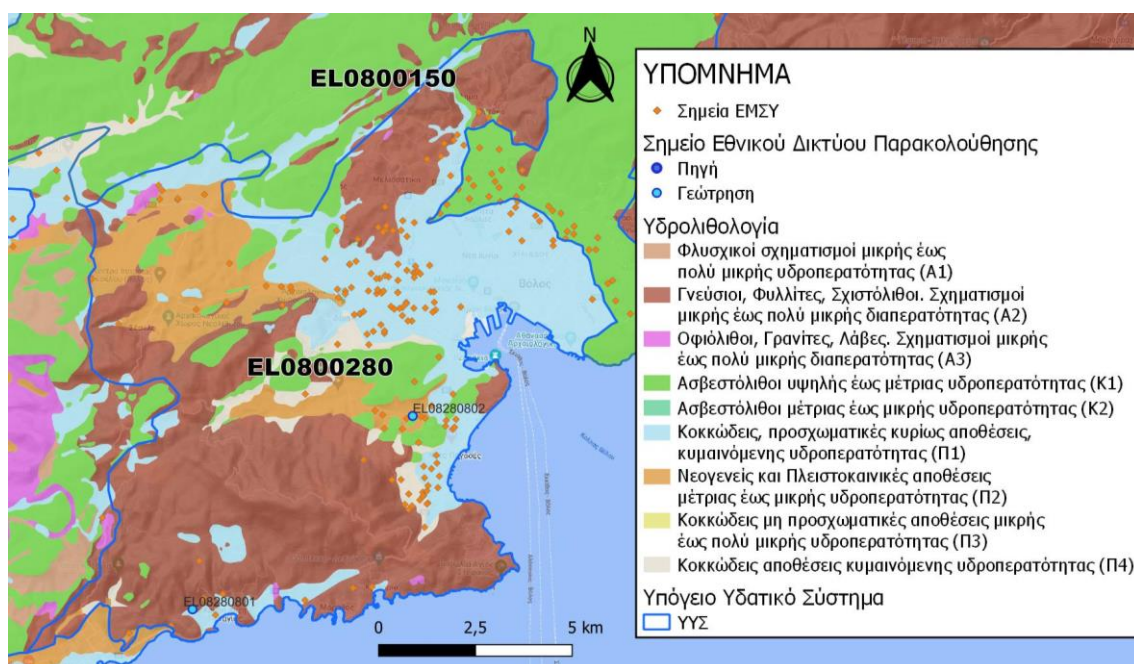 EL0800150
N
EL0800280
Βόλος
EL08280802
EL08280801
0 2,5 5 km
ΥΠΟΜΝΗΜΑ
Σημεία ΕΜΣΥ
Σημείο Εθνικού Δικτύου Παρακολούθησης
Πηγή
Γεώτρηση
Υδρολιθολογία
Φλυσχικοί σχηματισμοί μικρής έως
πολύ μικρής υδροπερατότητας (Α1)
Γνεύσιοι, Φυλλίτες, Σχιστόλιθοι. Σχηματισμοί
μικρής έως πολύ μικρής διαπερατότητας (Α2)
Οφιόλιθοι, Γρανίτες, Λάβες. Σχηματισμοί μικρής
έως πολύ μικρής διαπερατότητας (Α3)
Ασβεστόλιθοι υψηλής έως μέτριας υδροπερατότητας (Κ1)
Ασβεστόλιθοι μέτριας έως μικρής υδροπερατότητας (Κ2)
Κοκκώδεις, προσχωματικές κυρίως αποθέσεις,
κυμαινόμενης υδροπερατότητας (Π1)
Νεογενείς και Πλειστοκαινικές αποθέσεις
μέτριας έως μικρής υδροπερατότητας (Π2)
Κοκκώδεις μη προσχωματικές αποθέσεις μικρής
έως πολύ μικρής υδροπερατότητας (Π3)
Κοκκώδεις αποθέσεις κυμαινόμενης υδροπερατότητας (Π4)
Υπόγειο Υδατικό Σύστημα
ΥΥΣ